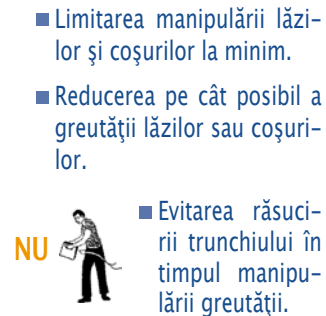 ■ Limitarea manipulării lăzi-
lor şi coşurilor la minim.
■ Reducerea pe cât posibil a
greutăţii lăzilor sau coşuri-
lor.
NU
■ Evitarea răsuci-
rii trunchiului în
timpul manipu-
lării greutăţii.